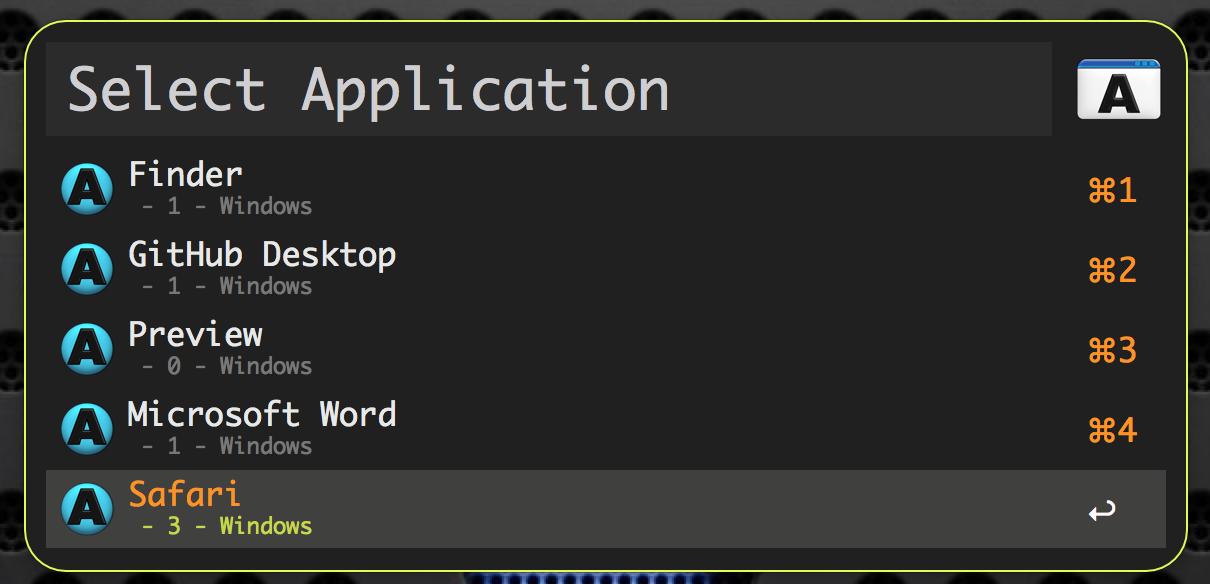 Select Application
A
A
Finder
- 1 - Windows
⌘1
A
GitHub Desktop
- 1 - Windows
⌘2
A
Preview
- 0 - Windows
⌘3
A
Microsoft Word
- 1 - Windows
⌘4
A
Safari
- 3 - Windows
↩